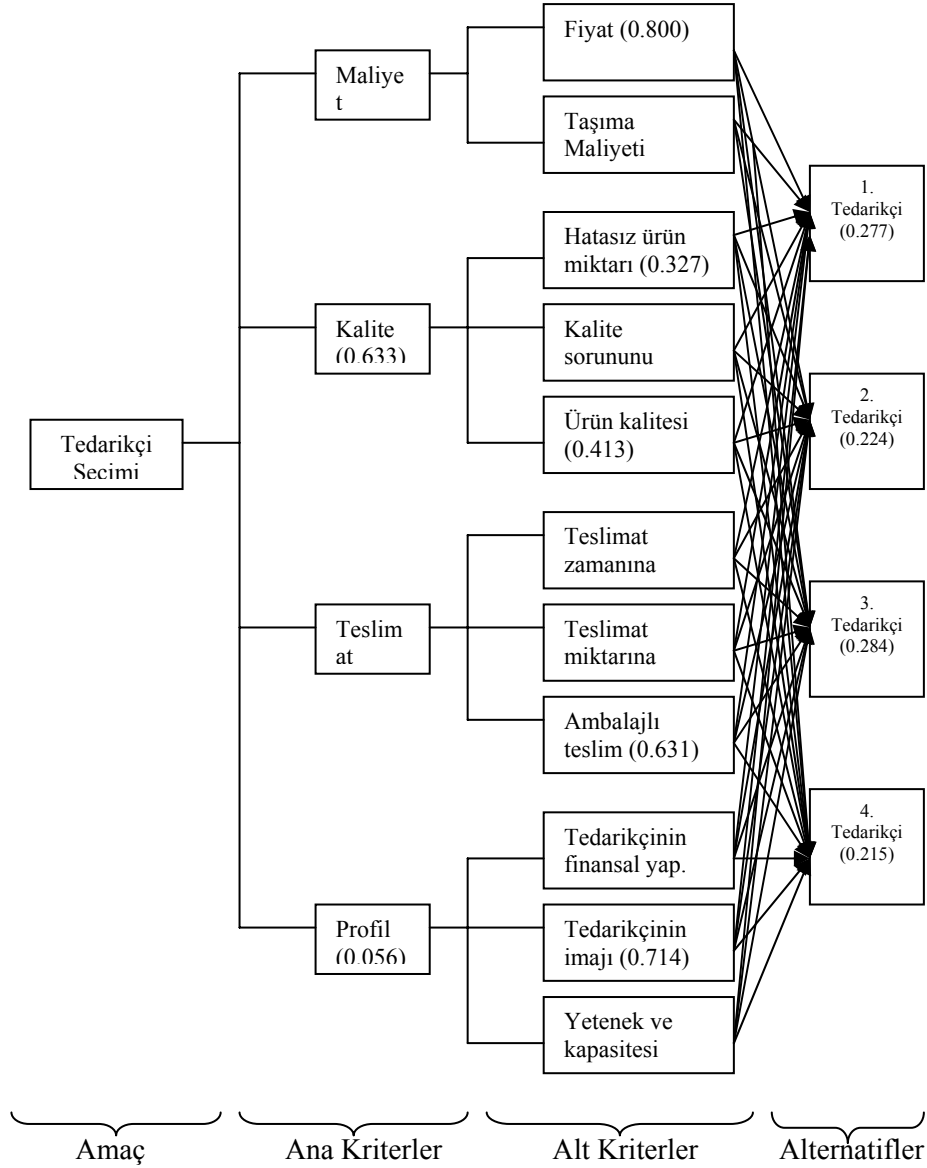 Fiyat (0.800)
Maliye
t
Taşıma
Maliyeti
1.
Tedarikçi
(0.277)
Hatasız ürün
miktarı (0.327)
Kalite
(0.633)
Kalite
sorununu
Ürün kalitesi
(0.413)
2.
Tedarikçi
(0.224)
Tedarikçi
Seçimi
Teslimat
zamanına
Teslim
at
Teslimat
miktarına
3.
Tedarikçi
(0.284)
Ambalajlı
teslim (0.631)
4.
Tedarikçi
(0.215)
Tedarikçinin
finansal yap.
Profil
(0.056)
Tedarikçinin
imajı (0.714)
Yetenek ve
kapasitesi
Amaç
Ana Kriterler
Alt Kriterler
Alternatifler